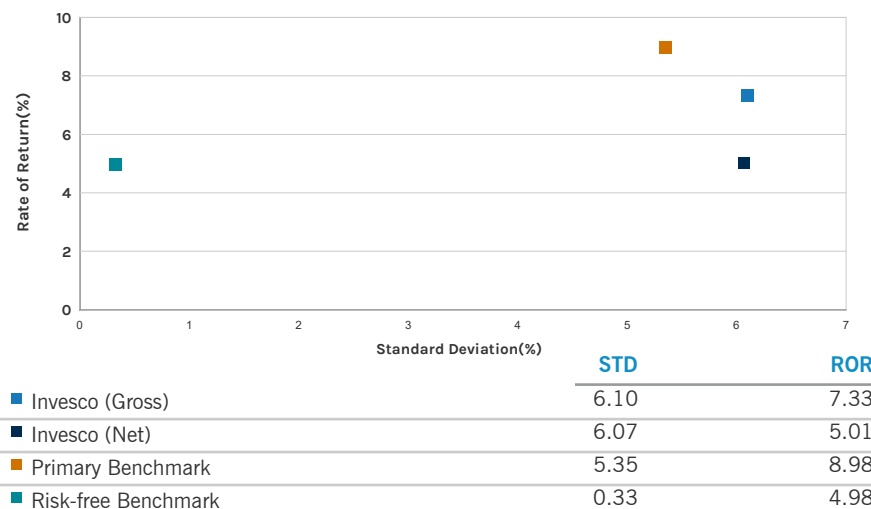 10
8
6
4
2
0
Rate of Return(%)
0 1 2 3 4 5 6 7
Standard Deviation(%)
STD ROR
Invesco (Gross) 6.10 7.33
Invesco (Net) 6.07 5.01
Primary Benchmark 5.35 8.98
Risk-free Benchmark 0.33 4.98